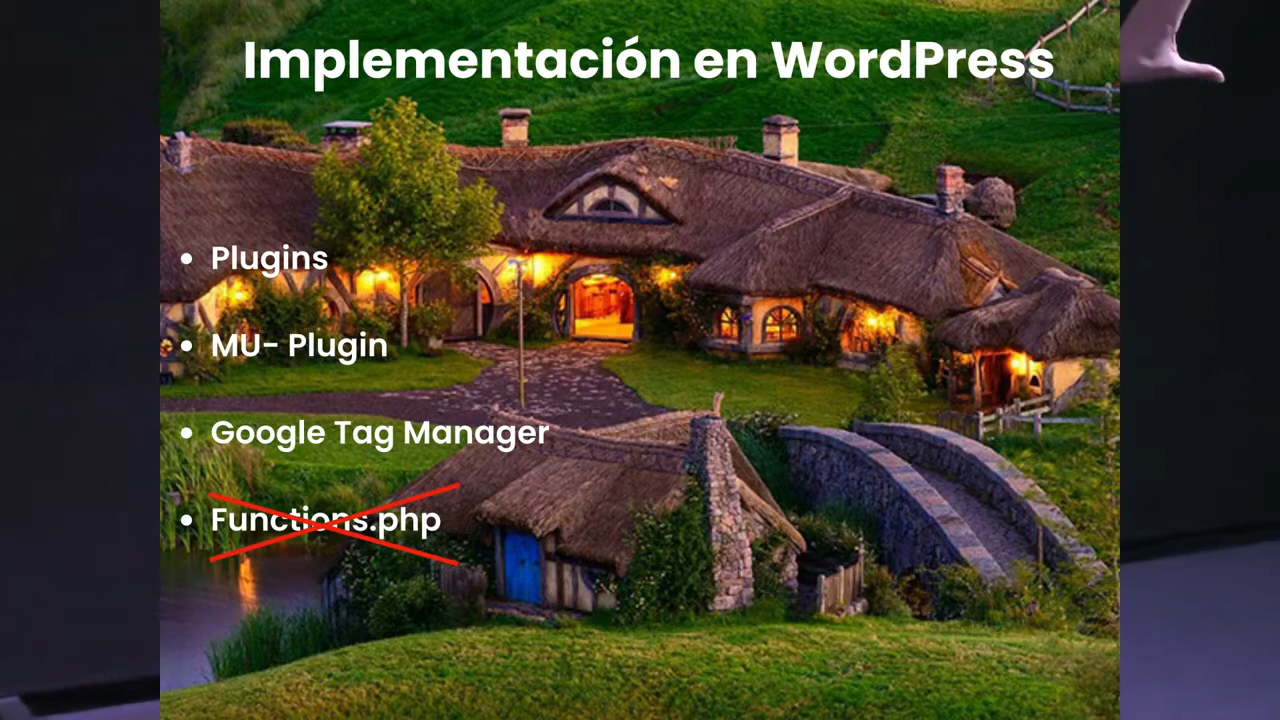 Implementación en WordPress
• Plugins
• MU- Plugin
• Google Tag Manager
• Functions.php